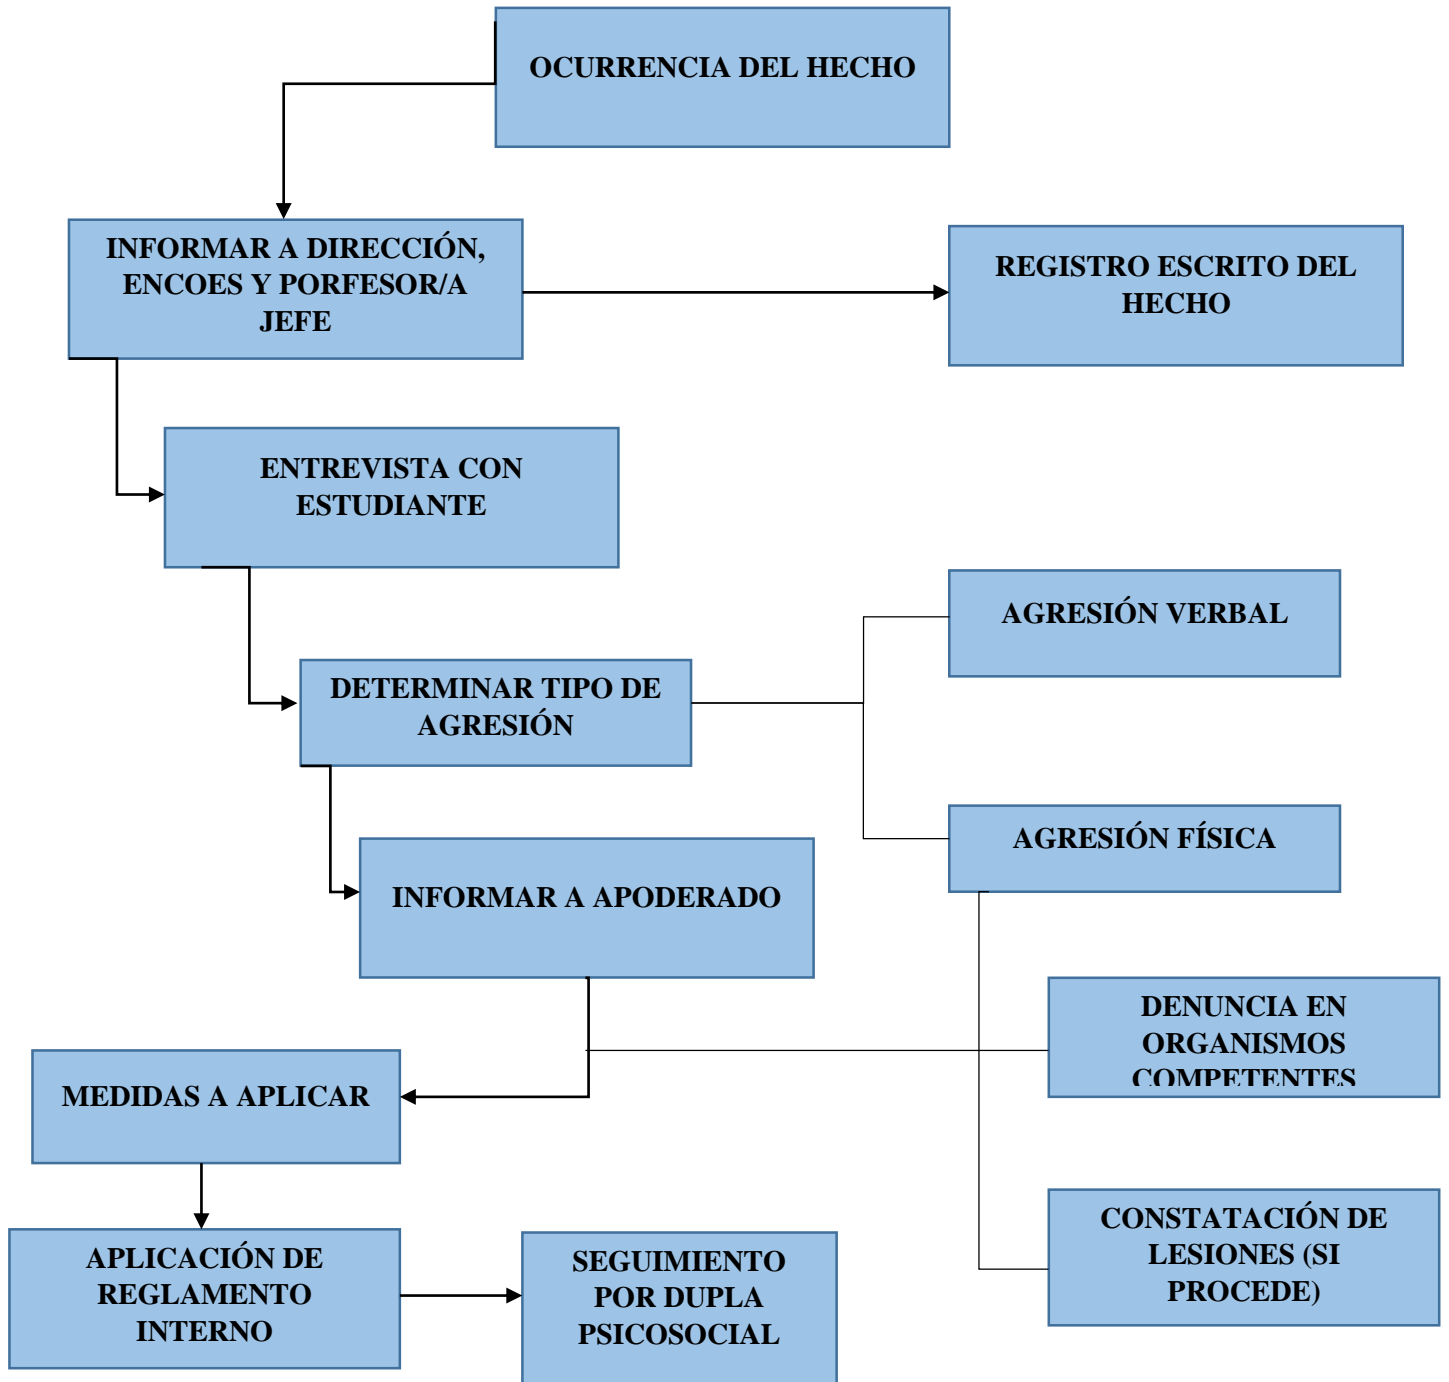 OCURRENCIA DEL HECHO
INFORMAR A DIRECCIÓN,
ENCOES Y PORFESOR/A
JEFE
REGISTRO ESCRITO DEL
HECHO
ENTREVISTA CON
ESTUDIANTE
AGRESIÓN VERBAL
DETERMINAR TIPO DE
AGRESIÓN
AGRESIÓN FÍSICA
INFORMAR A APODERADO
DENUNCIA EN
ORGANISMOS
COMPETENTES
MEDIDAS A APLICAR
CONSTATACIÓN DE
LESIONES (SI
PROCEDE)
APLICACIÓN DE
REGLAMENTO
INTERNO
SEGUIMIENTO
POR DUPLA
PSICOSOCIAL